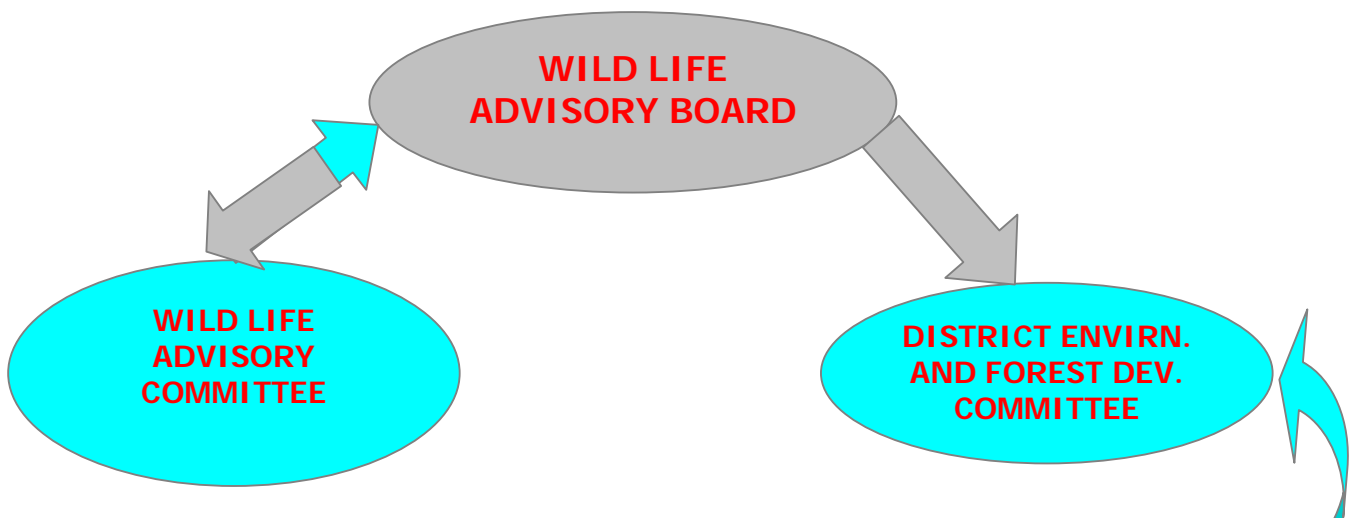 WILD LIFE
ADVISORY BOARD
WILD LIFE
ADVISORY
COMMITTEE
DISTRICT ENVIRN.
AND FOREST DEV.
COMMITTEE